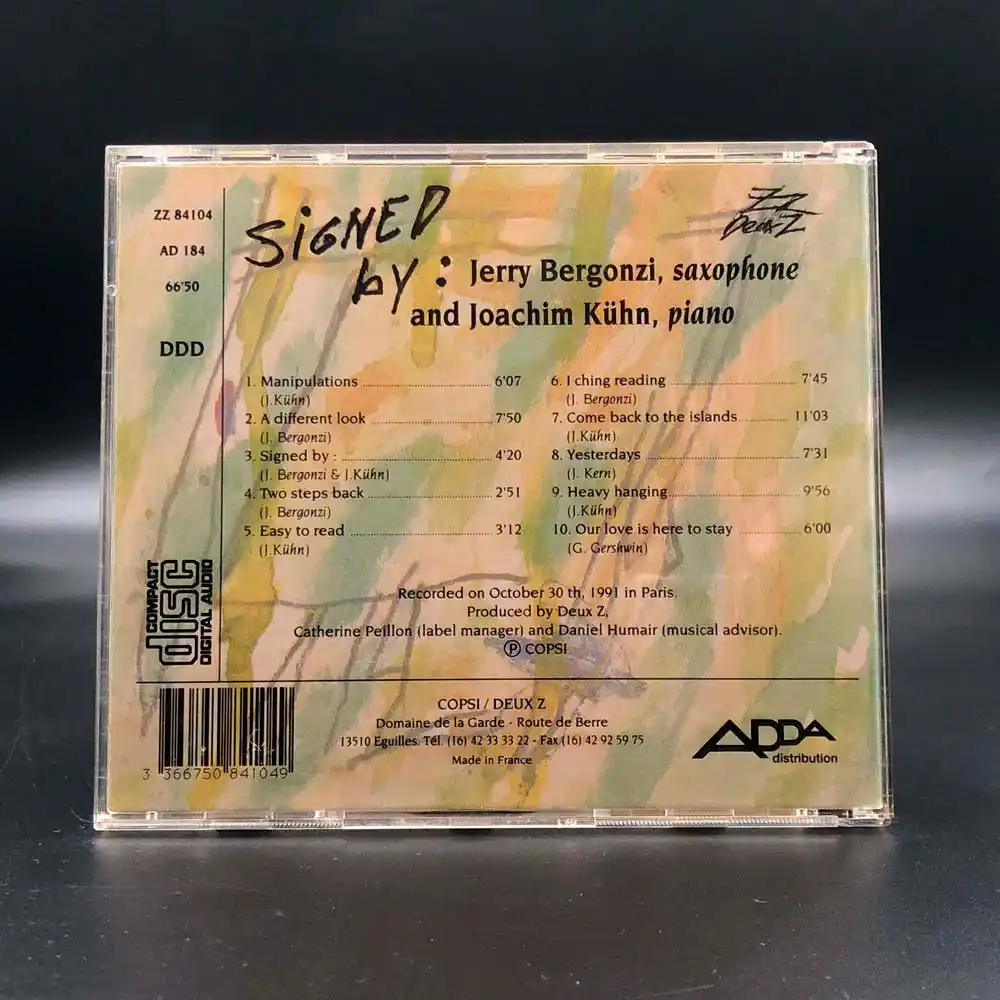 ZZ 84104
AD 184
66'50
DDD
SiGNED
by :
ZZ
Deux Z
Jerry Bergonzi, saxophone
and Joachim Kühn, piano
1. Manipulations 6'07
(J.Kühn)
2. A different look 7'50
(J. Bergonzi)
3. Signed by : 4'20
(J. Bergonzi & J.Kühn)
4. Two steps back 2'51
(J. Bergonzi)
5. Easy to read 3'12
(J.Kühn)
6. I ching reading 7'45
(J. Bergonzi)
7. Come back to the islands 11'03
(J.Kühn)
8. Yesterdays 7'31
(J. Kern)
9. Heavy hanging 9'56
(J.Kühn)
10. Our love is here to stay 6'00
(G. Gershwin)
Recorded on October 30 th, 1991 in Paris.
Produced by Deux Z,
Catherine Peillon (label manager) and Daniel Humair (musical advisor).
℗ COPSI
COMPACT
disc
DIGITAL AUDIO
3 366750 841049
COPSI / DEUX Z
Domaine de la Garde - Route de Berre
13510 Eguilles. Tél. (16) 42 33 33 22 - Fax (16) 42 92 59 75
Made in France
ADDA
distribution